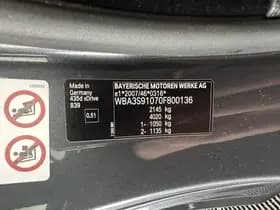 Made in
Germany
435d xDrive
B39
0.51
BAYERISCHE MOTOREN WERKE AG
e1*2007/46*0316*
WBA3S91070F800136
2145 kg
4020 kg
1- 1050 kg
2- 1135 kg